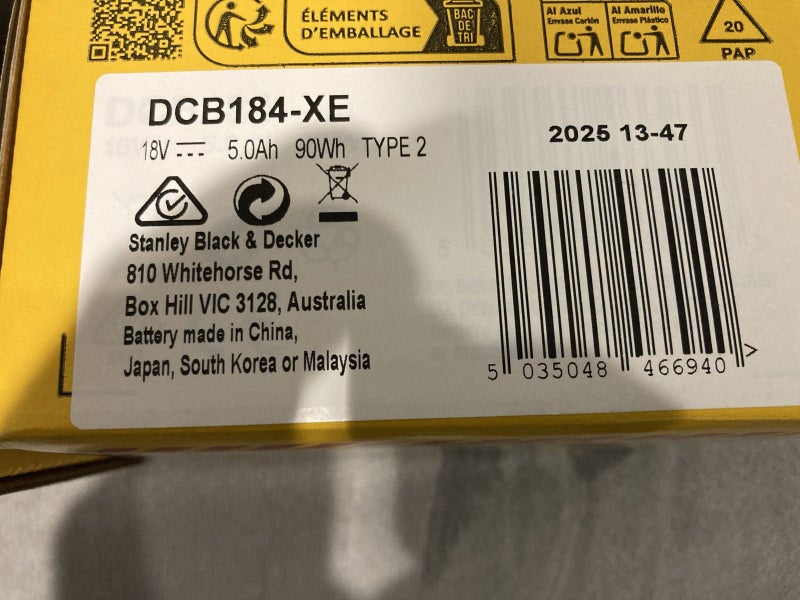 ÉLÉMENTS
D'EMBALLAGE
BAC
DE
TRI
Al Azul
Envase Cartón
Al Amarillo
Envase Plástico
20
PAP
DCB184-XE
18V 5.0Ah 90Wh TYPE 2
2025 13-47
Stanley Black & Decker
810 Whitehorse Rd,
Box Hill VIC 3128, Australia
Battery made in China,
Japan, South Korea or Malaysia
5 035048 466940 >